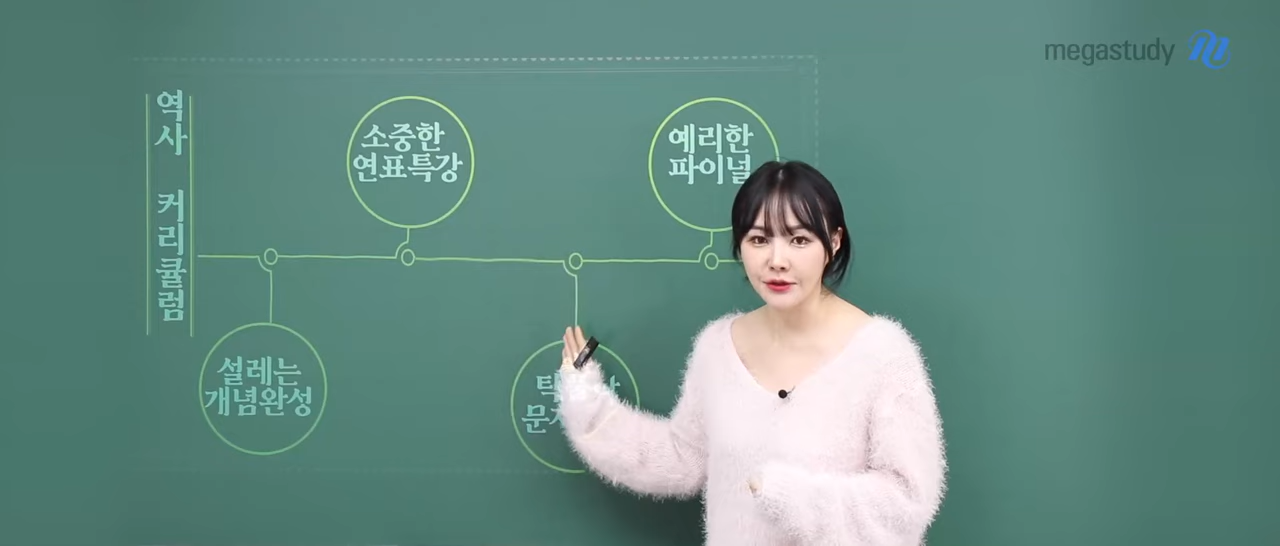 megastudy
역사 커리큘럼
소중한
연표특강
예리한
파이널
설레는
개념완성